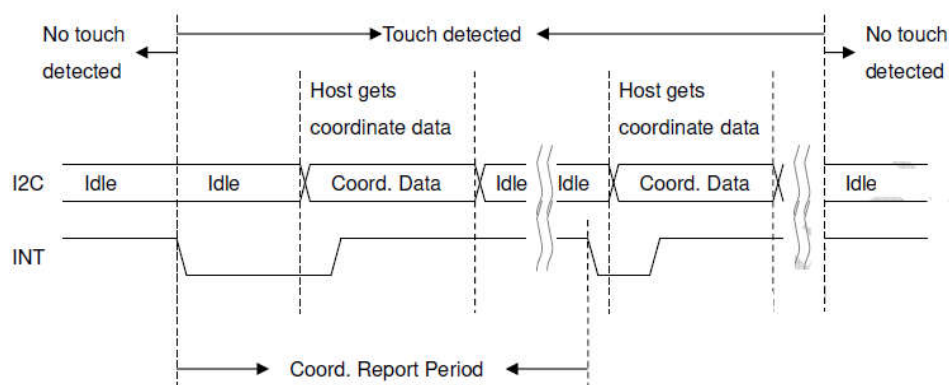 No touch
detected
Touch detected
No touch
detected
Host gets
coordinate data
Host gets
coordinate data
I2C
Idle
Idle
Coord. Data
Idle
Idle
Coord. Data
Idle
INT
Coord. Report Period